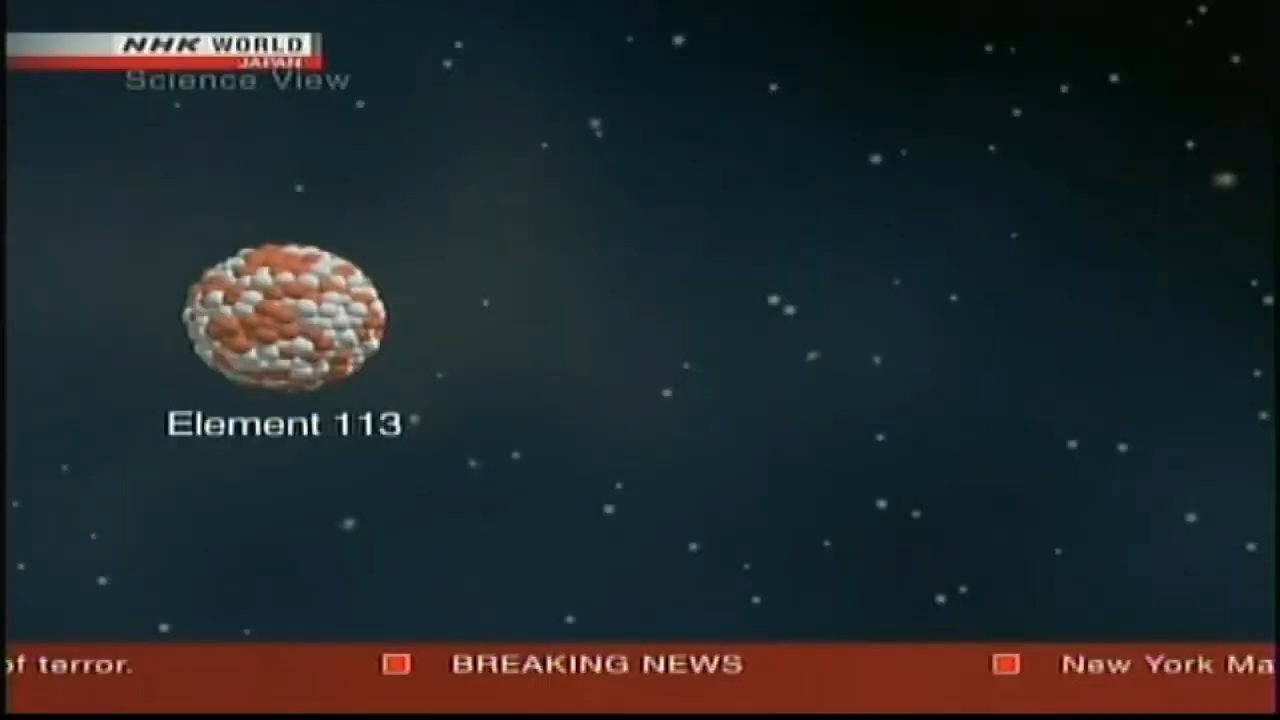 NHK WORLD
JAPAN
Science View
Element 113
of terror.
BREAKING NEWS
New York Ma